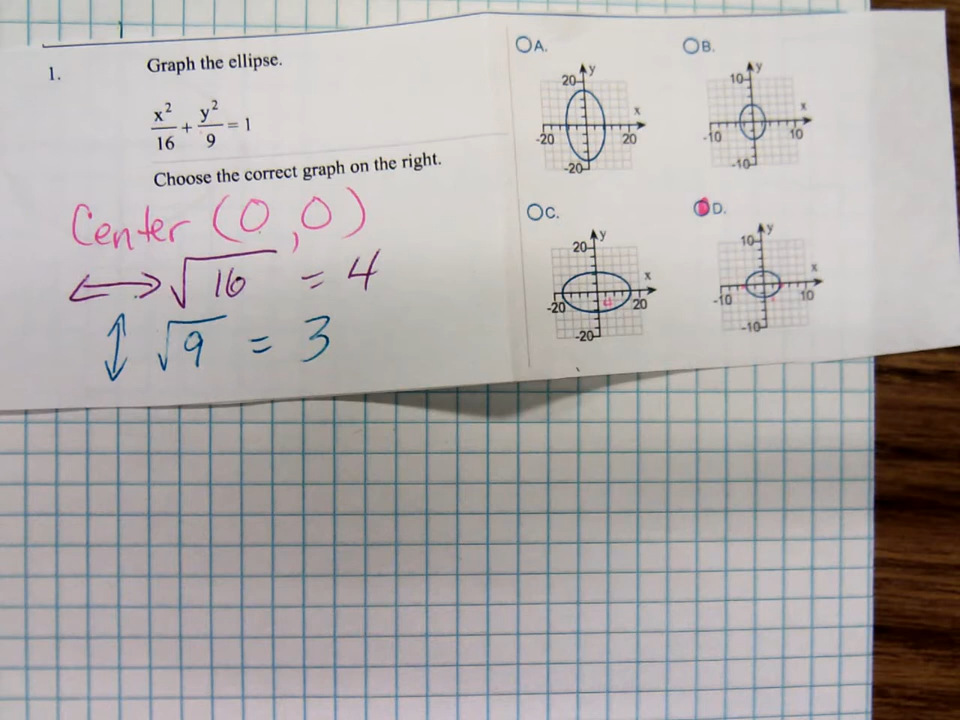 1. Graph the ellipse.
x²/16 + y²/9 = 1
Choose the correct graph on the right.
Center (0, 0)
√16 = 4
√9 = 3
A.
y
20
x
-20
20
-20
B.
y
10
x
-10
10
-10
C.
y
20
x
-20
4
20
-20
D.
y
10
x
-10
10
-10